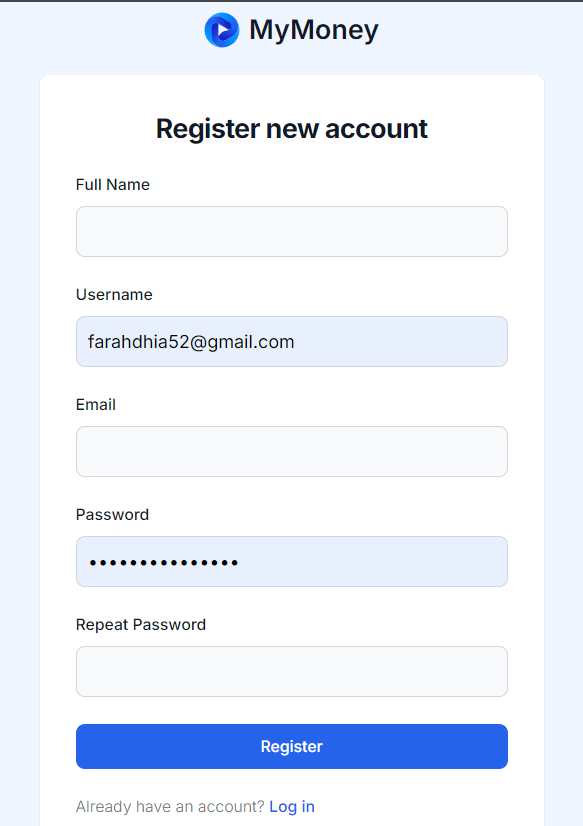 MyMoney
Register new account
Full Name
Username
farahdhia52@gmail.com
Email
Password
•••••••••••••••
Repeat Password
Register
Already have an account? Log in